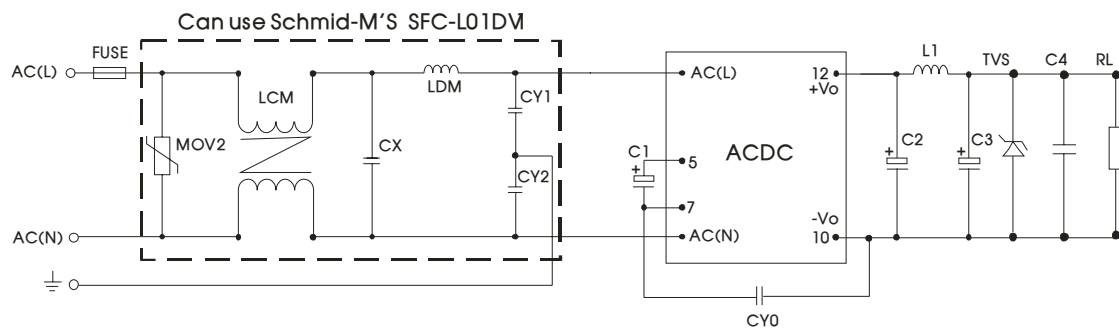 Can use Schmid-M'S SFC-L01DVI
FUSE
AC(L)
LCM
MOV2
CX
LDM
CY1
CY2
AC(N)
C1
+
AC(L)
5
ACDC
7
AC(N)
12
+Vo
-Vo
10
CY0
L1
C2
+
C3
+
TVS
C4
RL